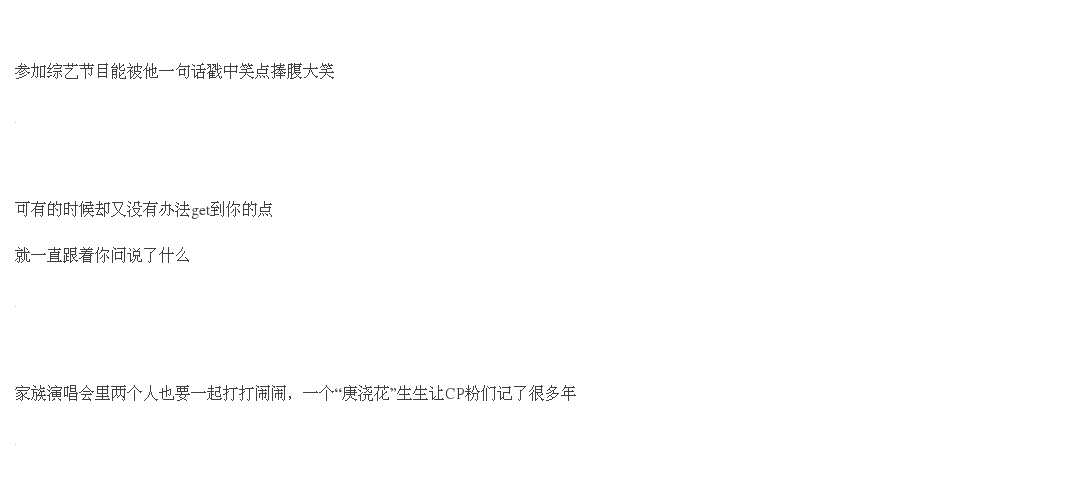 参加综艺节目能被他一句话戳中笑点捧腹大笑
可有的时候却又没有办法get到你的点
就一直跟着你问说了什么
家族演唱会里两个人也要一起打打闹闹，一个“庚浇花”生生让CP粉们记了很多年